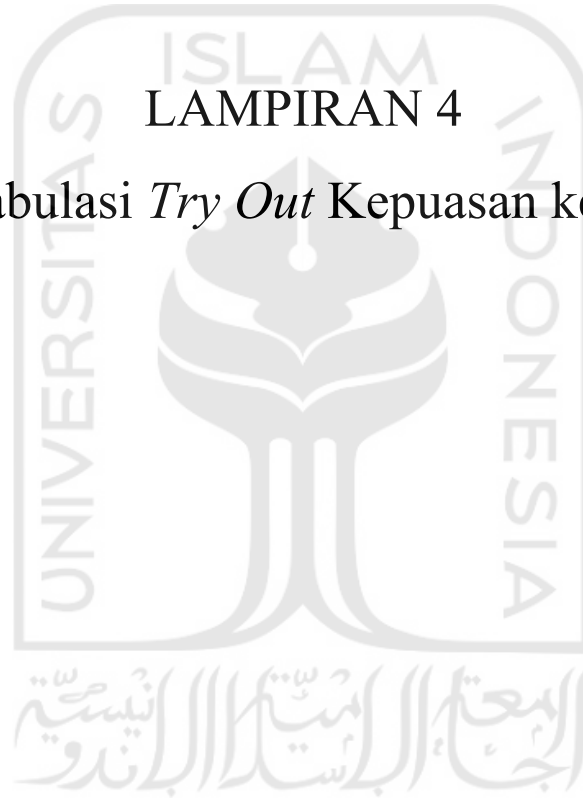 LAMPIRAN 4
abulasi Try Out Kepuasan ke
ISLAM
UNIVERSITAS
INDONESIA